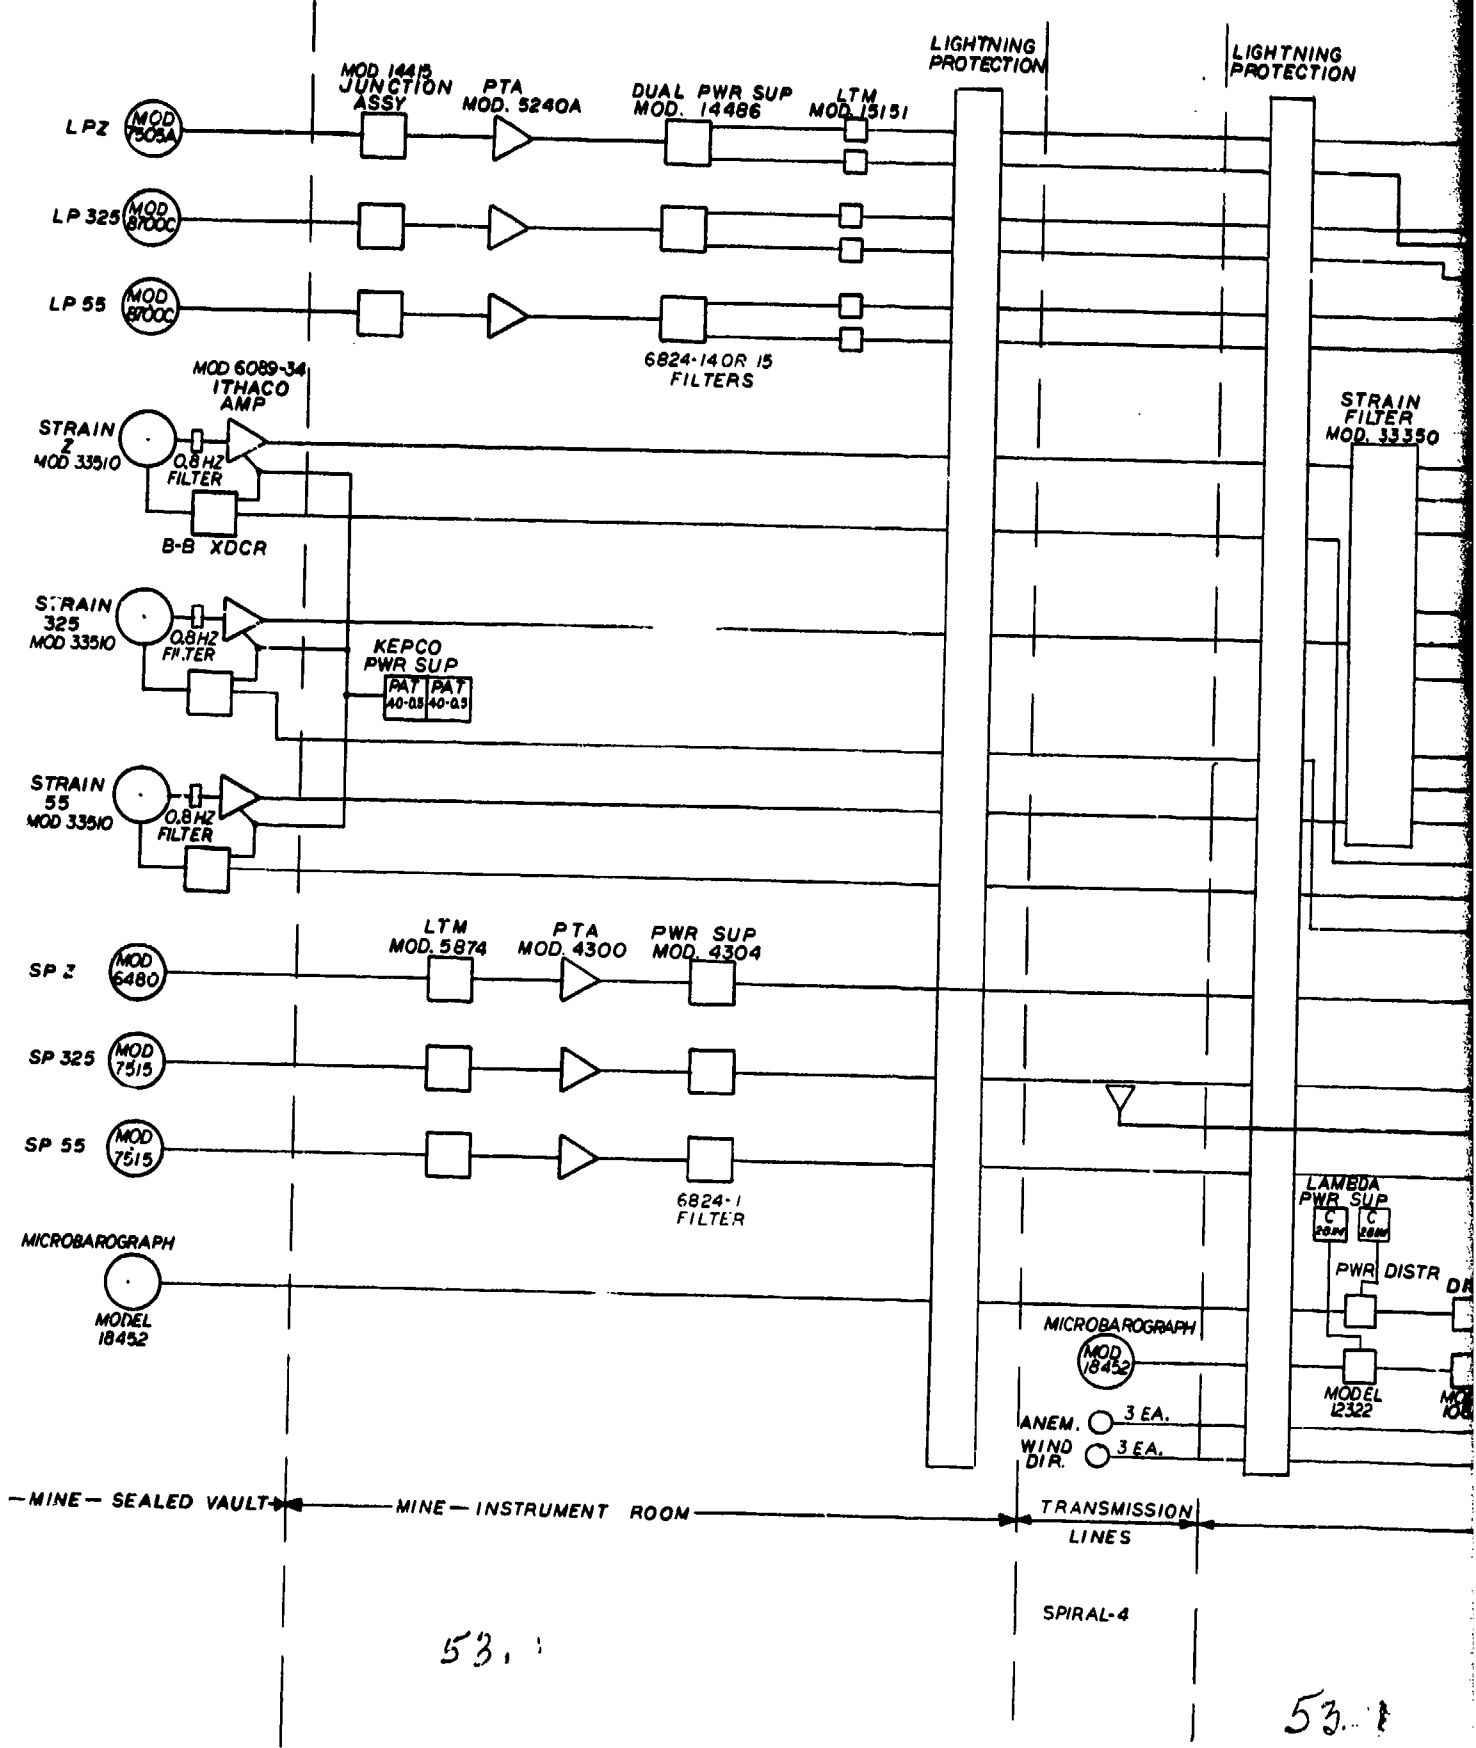 LIGHTNING
PROTECTION
LIGHTNING
PROTECTION
MOD 14415
JUNCTION
ASSY
PTA
MOD. 5240A
DUAL PWR SUP
MOD. 14486
LTM
MOD. 15151
LPZ
MOD
7505A
LP 325
MOD
8700C
LP 55
MOD
8700C
6824-14 OR 15
FILTERS
MOD 6089-34
ITHACO
AMP
STRAIN
FILTER
MOD. 33350
STRAIN
Z
MOD 33510
0.8 HZ
FILTER
B-B XDCR
STRAIN
325
MOD 33510
0.8 HZ
FILTER
KEPCO
PWR SUP
PAT
40-0.5
PAT
40-0.5
STRAIN
55
MOD 33510
0.8 HZ
FILTER
LTM
MOD. 5874
PTA
MOD. 4300
PWR SUP
MOD. 4304
SP Z
MOD
6480
SP 325
MOD
7515
SP 55
MOD
7515
6824-1
FILTER
LAMBDA
PWR SUP
C
C
PWR DISTR
MICROBAROGRAPH
MODEL
18452
MICROBAROGRAPH
MOD
18452
MODEL
12322
ANEM.
3 EA.
WIND
DIR.
3 EA.
MINE - SEALED VAULT
MINE - INSTRUMENT ROOM
TRANSMISSION
LINES
SPIRAL-4
53.
53.